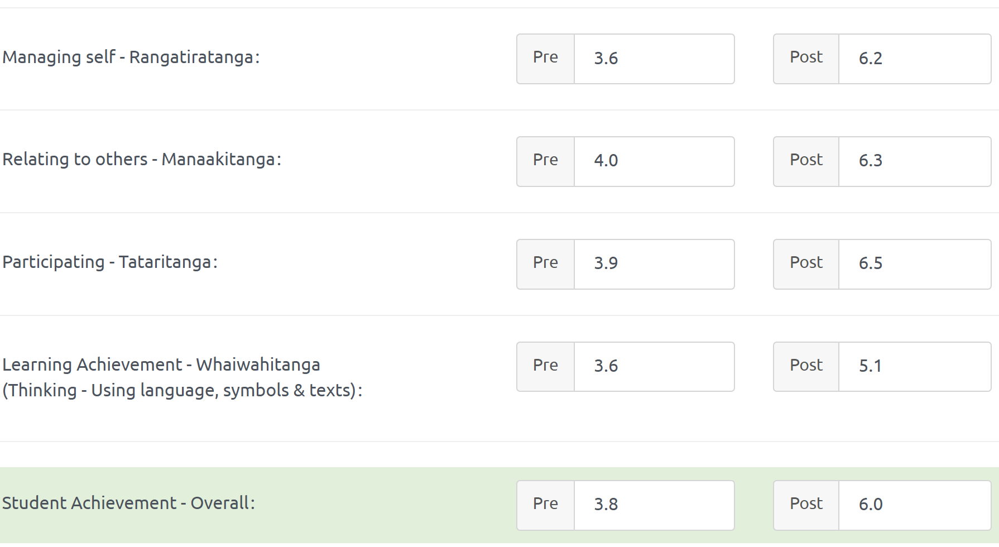 Managing self - Rangatiratanga: Pre 3.6 Post 6.2
Relating to others - Manaakitanga: Pre 4.0 Post 6.3
Participating - Tataritanga: Pre 3.9 Post 6.5
Learning Achievement - Whaiwahitanga Pre 3.6 Post 5.1
(Thinking - Using language, symbols & texts):
Student Achievement - Overall: Pre 3.8 Post 6.0